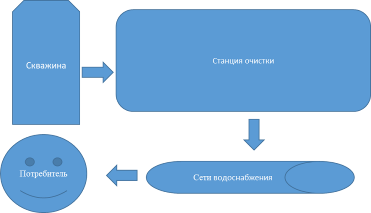 Скважина
Станция очистки
Сети водоснабжения
Потребитель